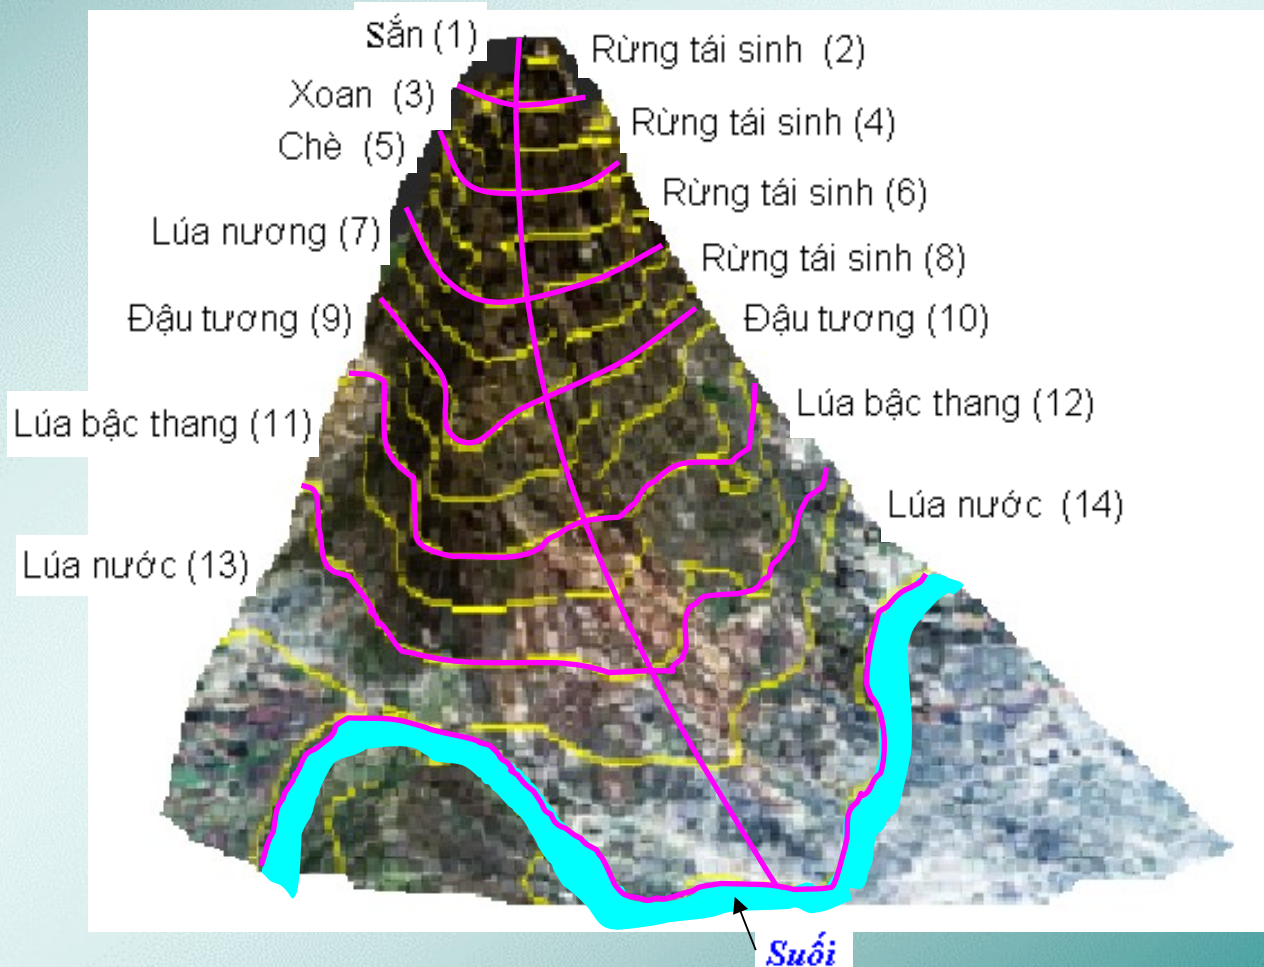 Sắn (1)
Rừng tái sinh (2)
Xoan (3)
Rừng tái sinh (4)
Chè (5)
Rừng tái sinh (6)
Lúa nương (7)
Rừng tái sinh (8)
Đậu tương (9)
Đậu tương (10)
Lúa bậc thang (11)
Lúa bậc thang (12)
Lúa nước (13)
Lúa nước (14)
Suối